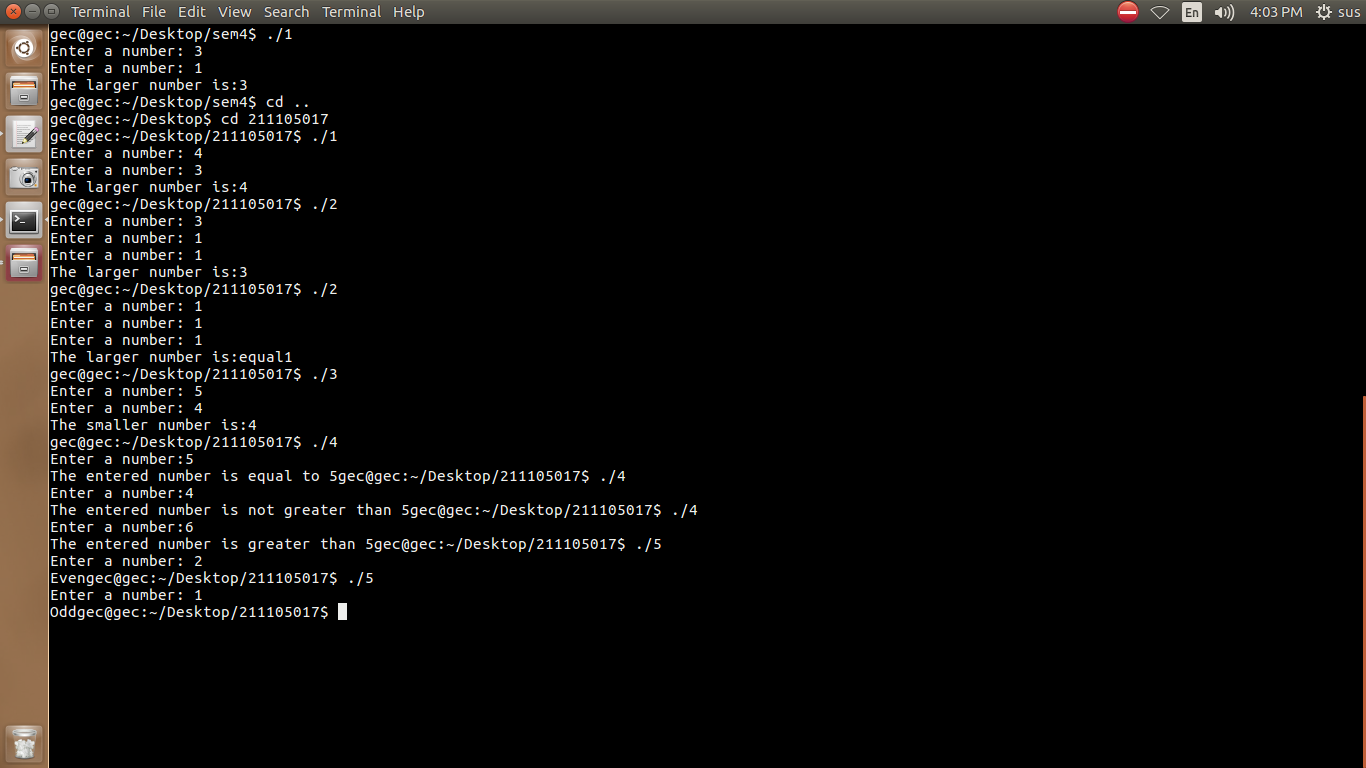 Terminal File Edit View Search Terminal Help En 4:03 PM sus
gec@gec:~/Desktop/sem4$ ./1
Enter a number: 3
Enter a number: 1
The larger number is:3
gec@gec:~/Desktop/sem4$ cd ..
gec@gec:~/Desktop$ cd 211105017
gec@gec:~/Desktop/211105017$ ./1
Enter a number: 4
Enter a number: 3
The larger number is:4
gec@gec:~/Desktop/211105017$ ./2
Enter a number: 3
Enter a number: 1
Enter a number: 1
The larger number is:3
gec@gec:~/Desktop/211105017$ ./2
Enter a number: 1
Enter a number: 1
Enter a number: 1
The larger number is:equal1
gec@gec:~/Desktop/211105017$ ./3
Enter a number: 5
Enter a number: 4
The smaller number is:4
gec@gec:~/Desktop/211105017$ ./4
Enter a number:5
The entered number is equal to 5gec@gec:~/Desktop/211105017$ ./4
Enter a number:4
The entered number is not greater than 5gec@gec:~/Desktop/211105017$ ./4
Enter a number:6
The entered number is greater than 5gec@gec:~/Desktop/211105017$ ./5
Enter a number: 2
Evengec@gec:~/Desktop/211105017$ ./5
Enter a number: 1
Oddgec@gec:~/Desktop/211105017$